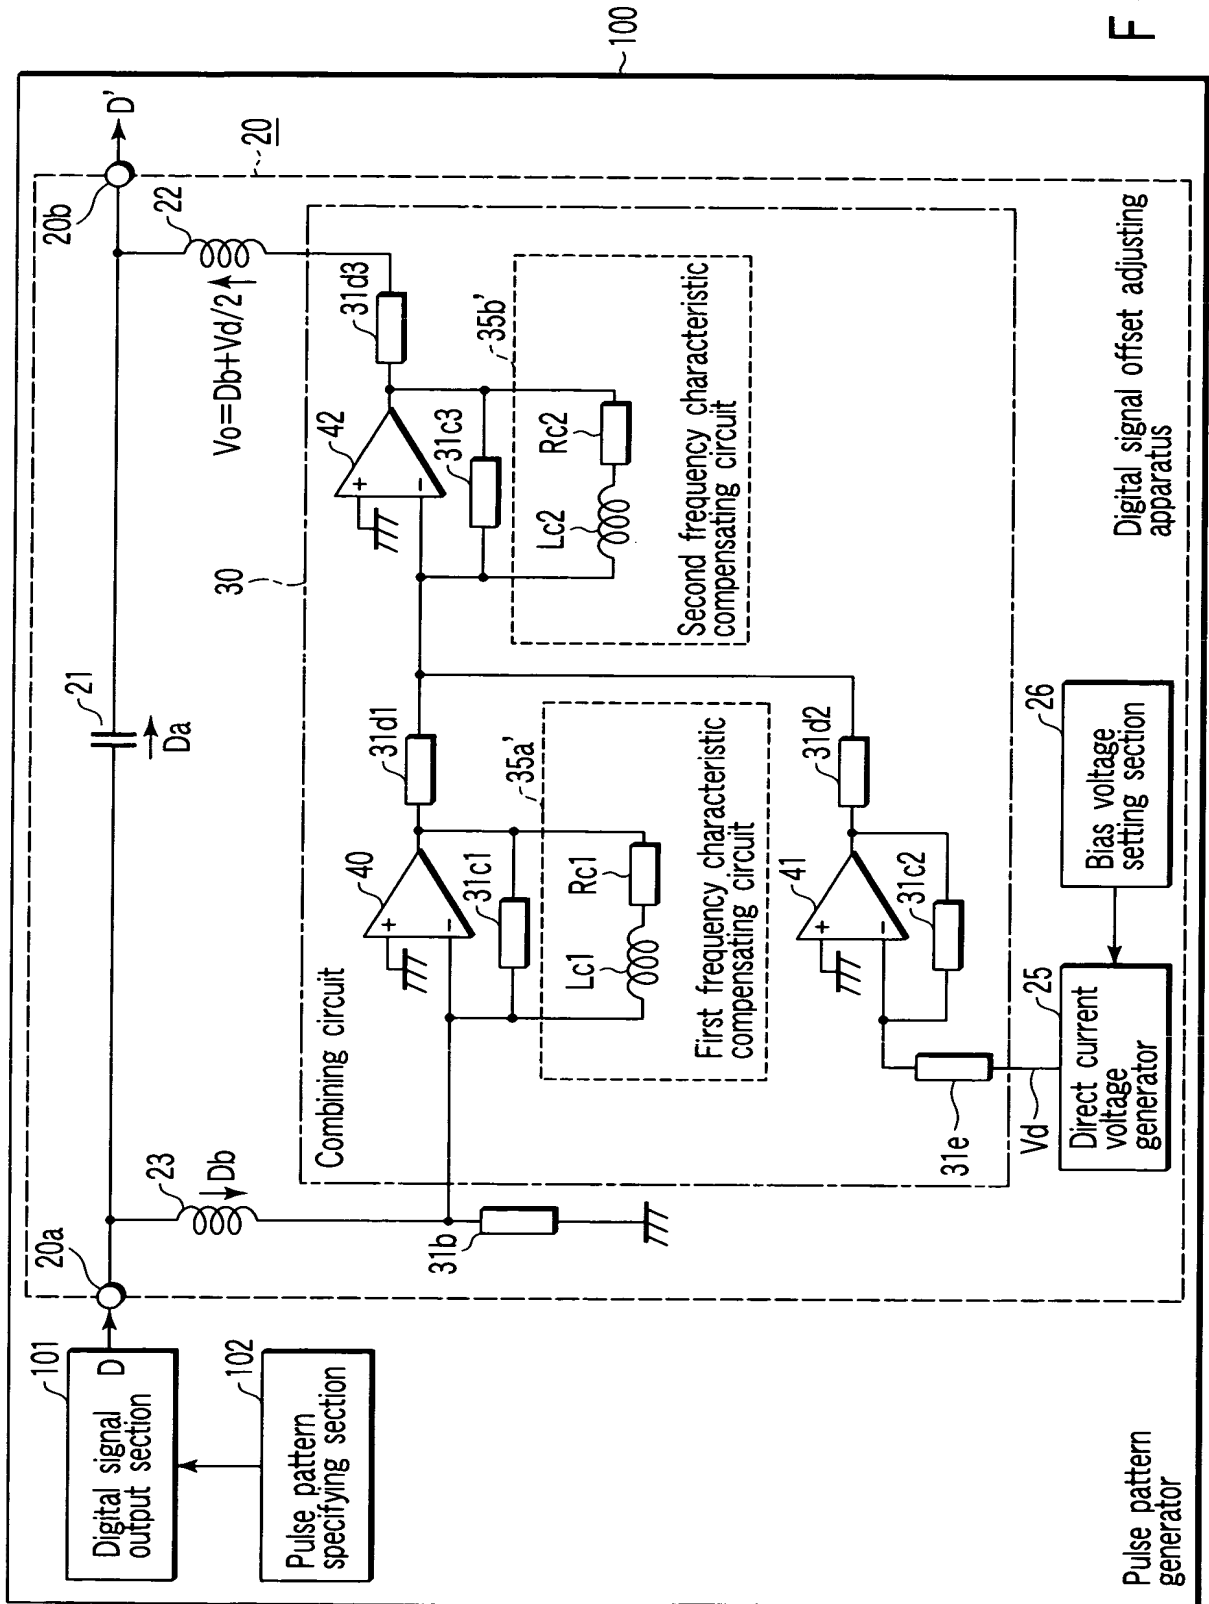 F
100
D'
20
20b
22
Vo=Db+Vd/2
21
Da
23
Db
20a
101
D
Digital signal
output section
102
Pulse pattern
specifying section
30
Combining circuit
31b
40
+
-
31c1
31d1
35a'
Lc1
Rc1
First frequency characteristic
compensating circuit
42
+
-
31c3
31d3
35b'
Lc2
Rc2
Second frequency characteristic
compensating circuit
41
+
-
31c2
31d2
31e
Vd
25
Direct current
voltage
generator
26
Bias voltage
setting section
Digital signal offset adjusting
apparatus
Pulse pattern
generator